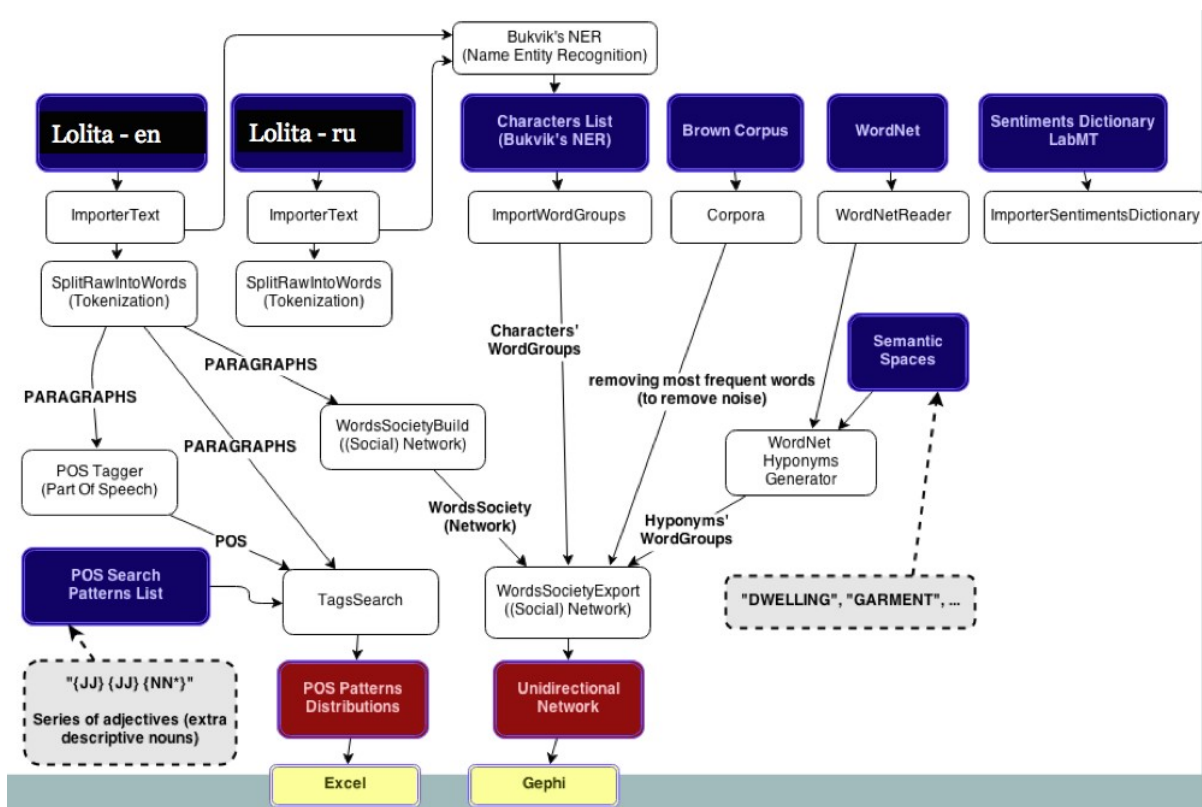 Bukvik's NER
(Name Entity Recognition)
Lolita - en
Lolita - ru
Characters List
(Bukvik's NER)
Brown Corpus
WordNet
Sentiments Dictionary
LabMT
ImporterText
ImporterText
ImportWordGroups
Corpora
WordNetReader
ImporterSentimentsDictionary
SplitRawIntoWords
(Tokenization)
SplitRawIntoWords
(Tokenization)
Characters'
WordGroups
Semantic
Spaces
PARAGRAPHS
PARAGRAPHS
PARAGRAPHS
removing most frequent words
(to remove noise)
WordsSocietyBuild
((Social) Network)
WordNet
Hyponyms
Generator
POS Tagger
(Part Of Speech)
WordsSociety
(Network)
Hyponyms'
WordGroups
POS
POS Search
Patterns List
TagsSearch
WordsSocietyExport
((Social) Network)
"DWELLING", "GARMENT", ...
"{JJ} {JJ} {NN*}"
Series of adjectives (extra
descriptive nouns)
POS Patterns
Distributions
Unidirectional
Network
Excel
Gephi